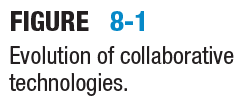 FIGURE 8-1
Evolution of collaborative
technologies.